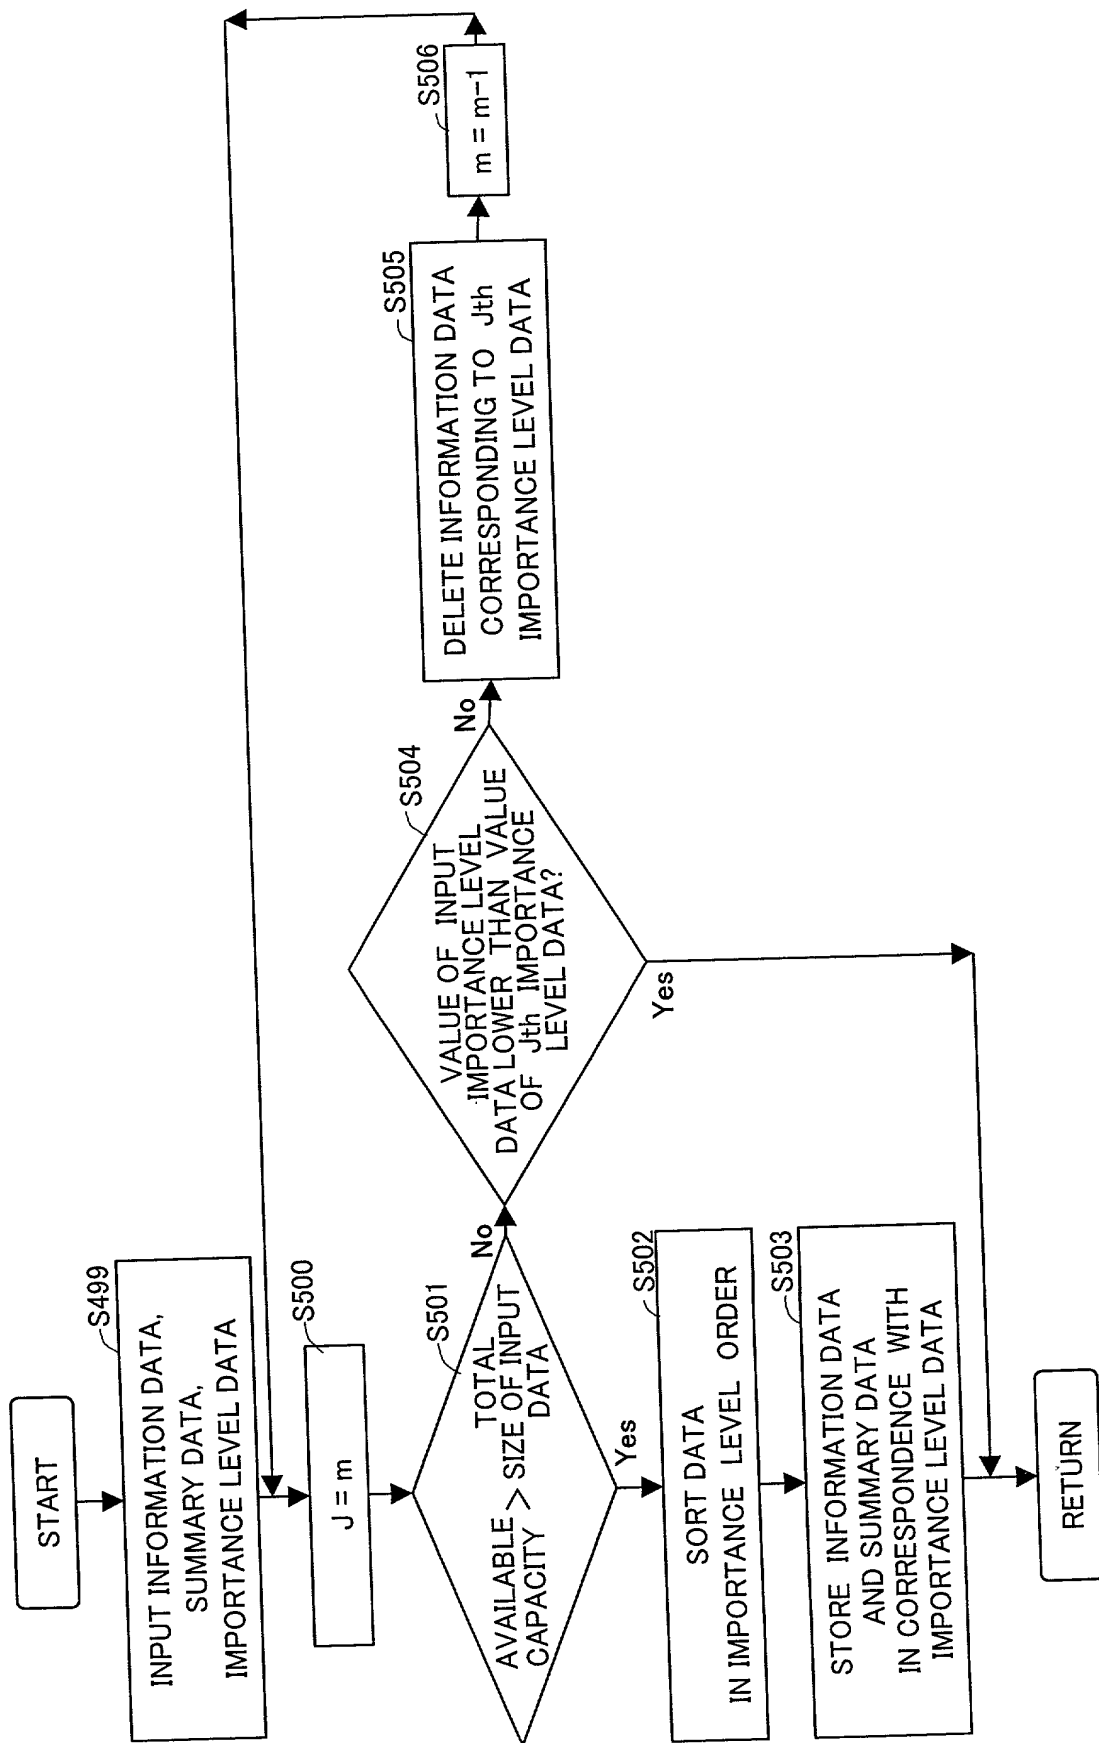 START
S499
INPUT INFORMATION DATA,
SUMMARY DATA,
IMPORTANCE LEVEL DATA
S500
J = m
S501
TOTAL
AVAILABLE > SIZE OF INPUT
CAPACITY DATA
No
Yes
S502
SORT DATA
IN IMPORTANCE LEVEL ORDER
S503
STORE INFORMATION DATA
AND SUMMARY DATA
IN CORRESPONDENCE WITH
IMPORTANCE LEVEL DATA
RETURN
S504
VALUE OF INPUT
IMPORTANCE LEVEL
DATA LOWER THAN VALUE
OF Jth IMPORTANCE
LEVEL DATA?
No
Yes
S505
DELETE INFORMATION DATA
CORRESPONDING TO Jth
IMPORTANCE LEVEL DATA
S506
m = m-1